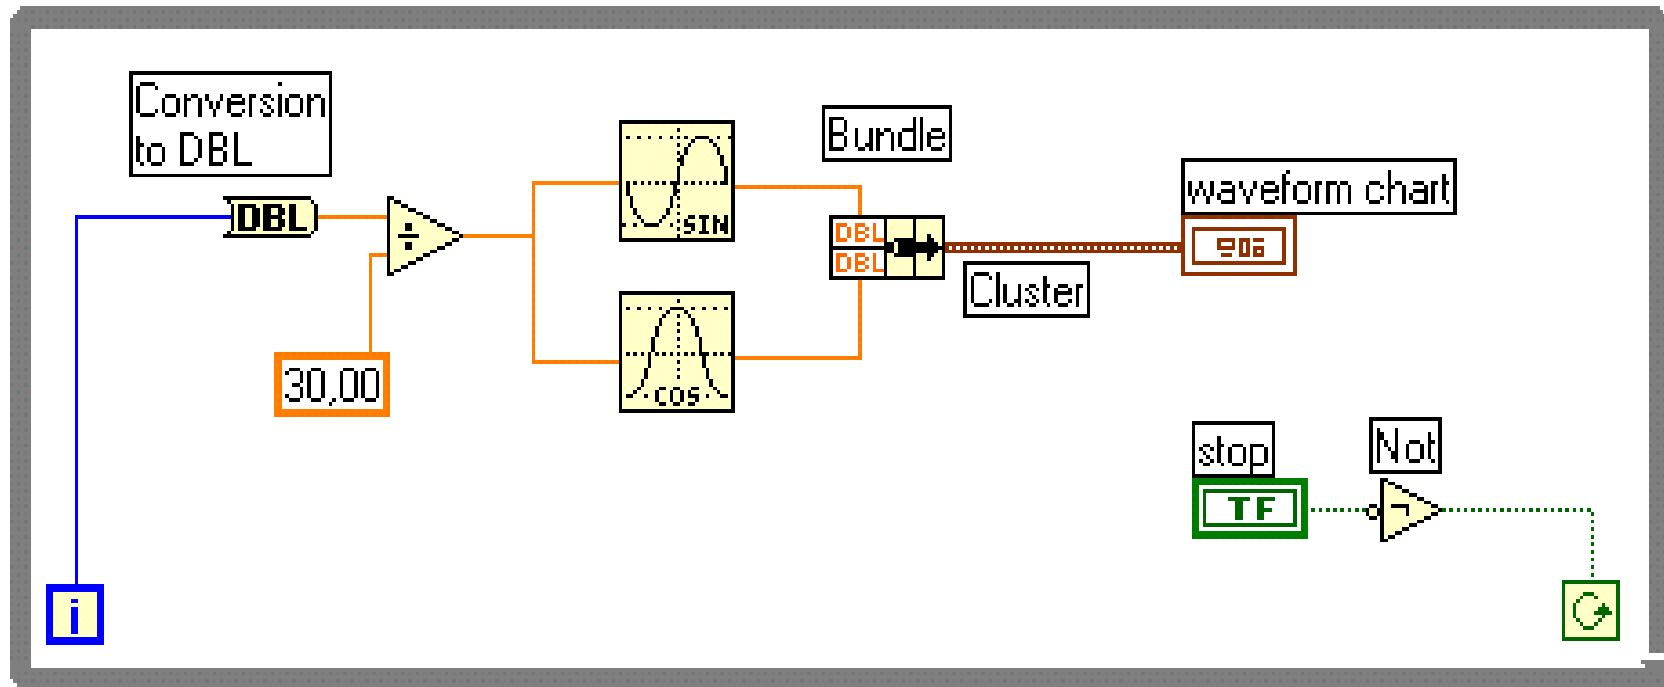 Conversion
to DBL
DBL
÷
30,00
SIN
COS
Bundle
DBL
DBL
Cluster
waveform chart
stop
TF
Not
i